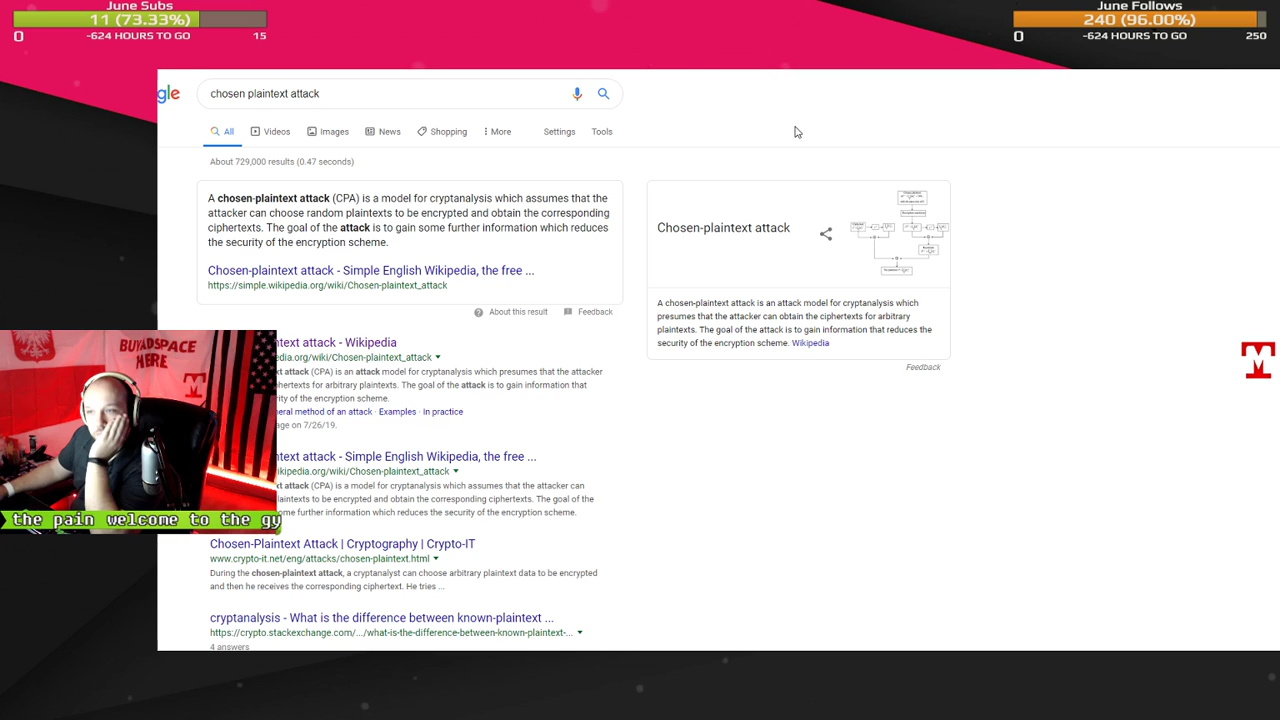 June Subs
11 (73.33%)
0
-624 HOURS TO GO
15
June Follows
240 (96.00%)
0
-624 HOURS TO GO
250
gle
chosen plaintext attack
All
Videos
Images
News
Shopping
More
Settings
Tools
About 729,000 results (0.47 seconds)
A chosen-plaintext attack (CPA) is a model for cryptanalysis which assumes that the
attacker can choose random plaintexts to be encrypted and obtain the corresponding
ciphertexts. The goal of the attack is to gain some further information which reduces
the security of the encryption scheme.
Chosen-plaintext attack - Simple English Wikipedia, the free ...
https://simple.wikipedia.org/wiki/Chosen-plaintext_attack
About this result
Feedback
Chosen-plaintext attack
A chosen-plaintext attack is an attack model for cryptanalysis which
presumes that the attacker can obtain the ciphertexts for arbitrary
plaintexts. The goal of the attack is to gain information that reduces the
security of the encryption scheme. Wikipedia
Feedback
text attack - Wikipedia
dia.org/wiki/Chosen-plaintext_attack
xt attack (CPA) is an attack model for cryptanalysis which presumes that the attacker
phertexts for arbitrary plaintexts. The goal of the attack is to gain information that
rity of the encryption scheme.
eral method of an attack · Examples · In practice
age on 7/26/19.
text attack - Simple English Wikipedia, the free ...
ikipedia.org/wiki/Chosen-plaintext_attack
xt attack (CPA) is a model for cryptanalysis which assumes that the attacker can
laintexts to be encrypted and obtain the corresponding ciphertexts. The goal of the
ome further information which reduces the security of the encryption scheme.
HERE
the pain welcome to the gy
Chosen-Plaintext Attack | Cryptography | Crypto-IT
www.crypto-it.net/eng/attacks/chosen-plaintext.html
During the chosen-plaintext attack, a cryptanalyst can choose arbitrary plaintext data to be encrypted
and then he receives the corresponding ciphertext. He tries ...
cryptanalysis - What is the difference between known-plaintext ...
https://crypto.stackexchange.com/.../what-is-the-difference-between-known-plaintext-...
4 answers